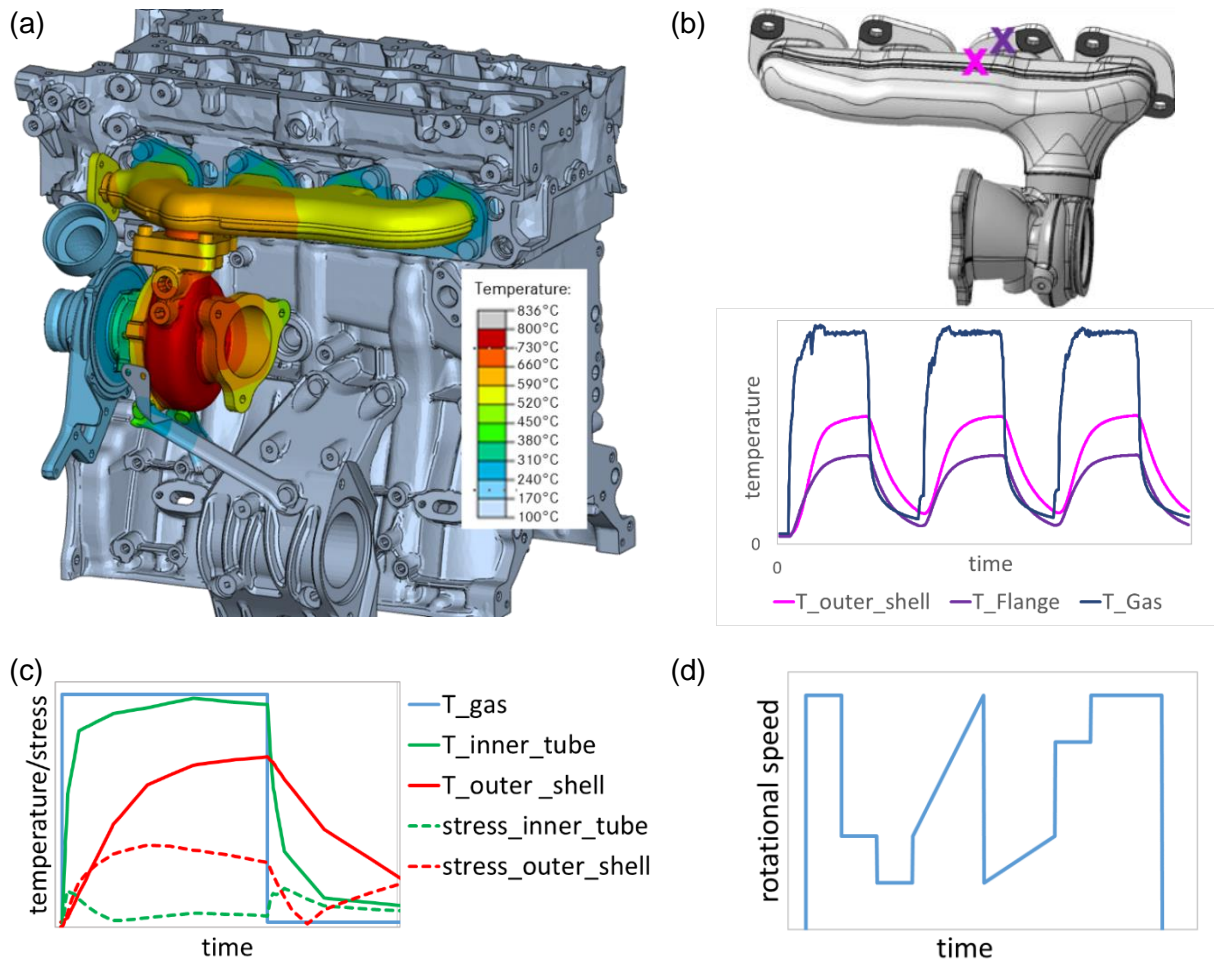 (a)
Temperature:
836°C
800°C
730°C
660°C
590°C
520°C
450°C
380°C
310°C
240°C
170°C
100°C
(b)
X
X
temperature
0
0
time
T_outer_shell
T_Flange
T_Gas
(c)
temperature/stress
time
T_gas
T_inner_tube
T_outer _shell
stress_inner_tube
stress_outer_shell
(d)
rotational speed
time